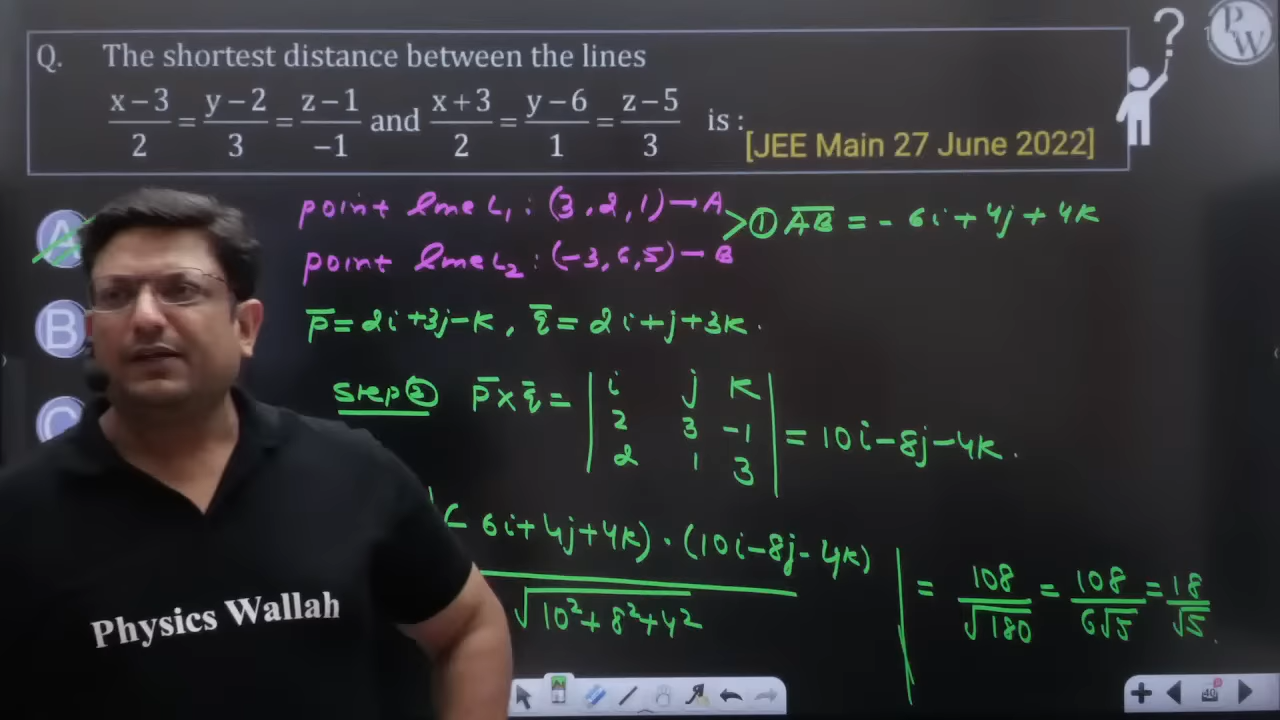 Q. The shortest distance between the lines
x−3/2 = y−2/3 = z−1/−1 and x+3/2 = y−6/1 = z−5/3 is :
[JEE Main 27 June 2022]
PW
?
A
point line L₁ : (3, 2, 1) → A
point line L₂ : (−3, 6, 5) → B
> ① AB = - 6i + 4j + 4k
B
p = 2i + 3j − k , q = 2i + j + 3k .
C
Step ② p × q = | i j k
2 3 −1
2 1 3 | = 10i − 8j − 4k .
(− 6i + 4j + 4k) · (10i − 8j − 4k) |
√10² + 8² + 4²
= 108/√180 = 108/6√5 = 18/√5 .
Physics Wallah
40